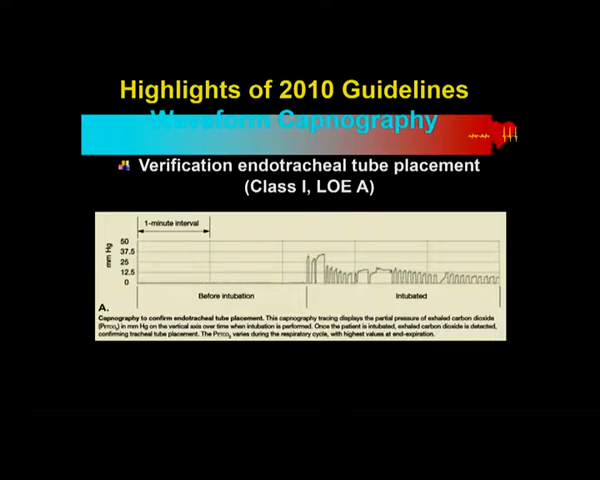 Highlights of 2010 Guidelines
Waveform Capnography
Verification endotracheal tube placement
(Class I, LOE A)
1-minute interval
mm Hg
50
37.5
25
12.5
0
Before intubation
Intubated
A.
Capnography to confirm endotracheal tube placement. This capnography tracing displays the partial pressure of exhaled carbon dioxide
(PETCO2) in mm Hg on the vertical axis over time when intubation is performed. Once the patient is intubated, exhaled carbon dioxide is detected,
confirming tracheal tube placement. The PETCO2 varies during the respiratory cycle, with highest values at end-expiration.